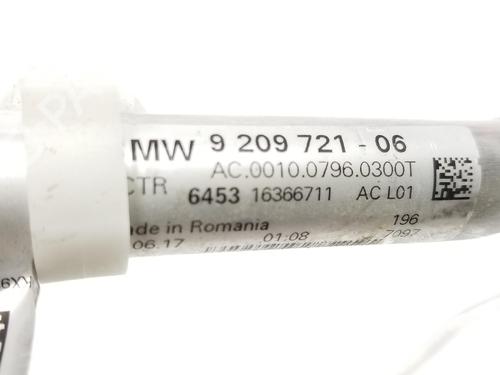 MW 9 209 721 - 06
CTR AC.0010.0796.0300T
6453 16366711 AC L01
ade in Romania 196
.06.17 01:08 7097